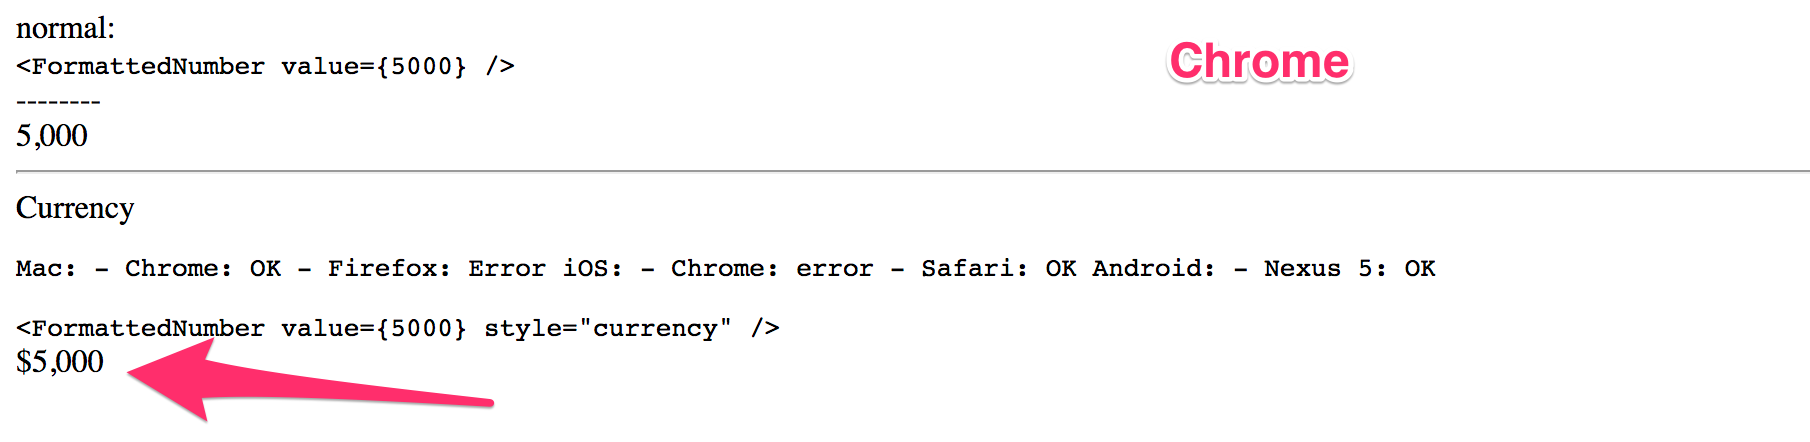 normal:
Chrome
<FormattedNumber value={5000} />
--------
5,000
Currency
Mac: – Chrome: OK – Firefox: Error iOS: – Chrome: error – Safari: OK Android: – Nexus 5: OK
<FormattedNumber value={5000} style="currency" />
$5,000